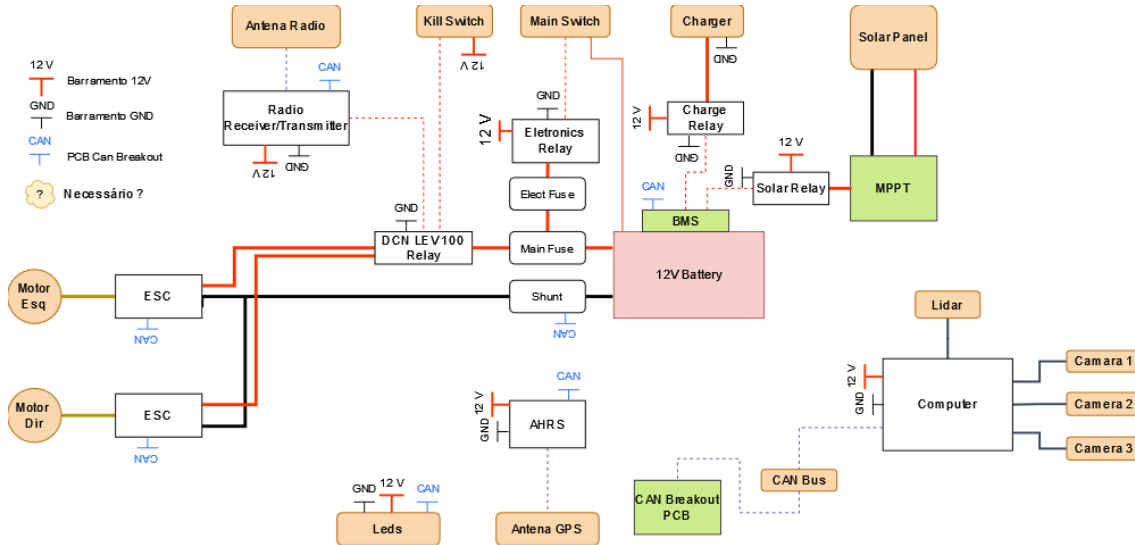 Antena Radio
Kill Switch
Main Switch
Charger
Solar Panel
12 V
Barramento 12V
GND
Barramento GND
CAN
PCB Can Breakout
?
Necessário ?
CAN
Radio
Receiver/Transmitter
12 V
GND
12 V
GND
12 V
Eletronics
Relay
GND
12 V
Charge
Relay
GND
12 V
GND
Solar Relay
MPPT
Elect Fuse
CAN
BMS
GND
DCN LEV100
Relay
Main Fuse
12V Battery
Motor
Esq
ESC
CAN
Shunt
CAN
Lidar
Motor
Dir
ESC
CAN
CAN
12 V
GND
AHRS
12 V
GND
Computer
Camara 1
Camera 2
Camera 3
CAN Bus
CAN Breakout
PCB
GND
12 V
CAN
Leds
Antena GPS